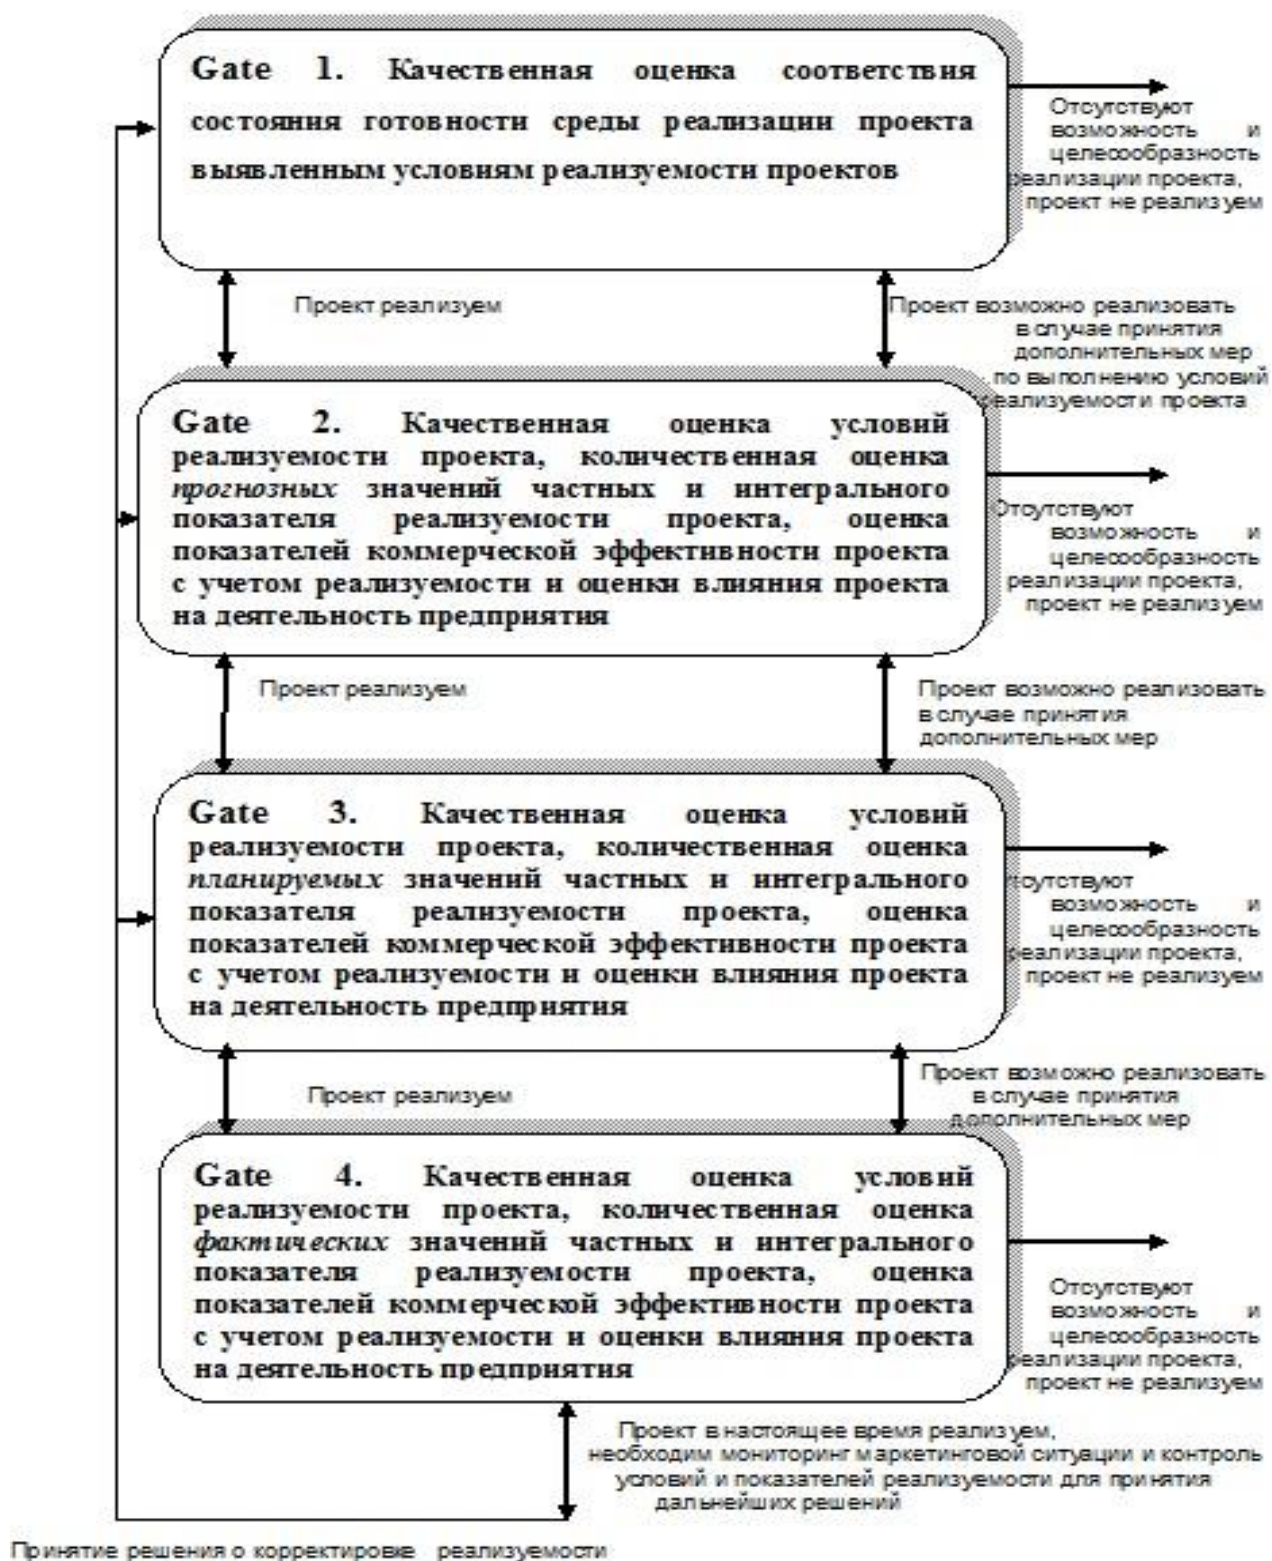 Gate 1. Качественная оценка соответствия
состояния готовности среды реализации проекта
выявленным условиям реализуемости проектов
Отсутствуют
возможность и
целесообразность
реализации проекта,
проект не реализуем
Проект реализуем
Проект возможно реализовать
в случае принятия
дополнительных мер
по выполнению условий
реализуемости проекта
Gate 2. Качественная оценка условий
реализуемости проекта, количественная оценка
прогнозных значений частных и интегрального
показателя реализуемости проекта, оценка
показателей коммерческой эффективности проекта
с учетом реализуемости и оценки влияния проекта
на деятельность предприятия
Отсутствуют
возможность и
целесообразность
реализации проекта,
проект не реализуем
Проект реализуем
Проект возможно реализовать
в случае принятия
дополнительных мер
Gate 3. Качественная оценка условий
реализуемости проекта, количественная оценка
планируемых значений частных и интегрального
показателя реализуемости проекта, оценка
показателей коммерческой эффективности проекта
с учетом реализуемости и оценки влияния проекта
на деятельность предприятия
Отсутствуют
возможность и
целесообразность
реализации проекта,
проект не реализуем
Проект реализуем
Проект возможно реализовать
в случае принятия
дополнительных мер
Gate 4. Качественная оценка условий
реализуемости проекта, количественная оценка
фактических значений частных и интегрального
показателя реализуемости проекта, оценка
показателей коммерческой эффективности проекта
с учетом реализуемости и оценки влияния проекта
на деятельность предприятия
Отсутствуют
возможность и
целесообразность
реализации проекта,
проект не реализуем
Проект в настоящее время реализуем,
необходим мониторинг маркетинговой ситуации и контроль
условий и показателей реализуемости для принятия
дальнейших решений
Принятие решения о корректировке реализуемости